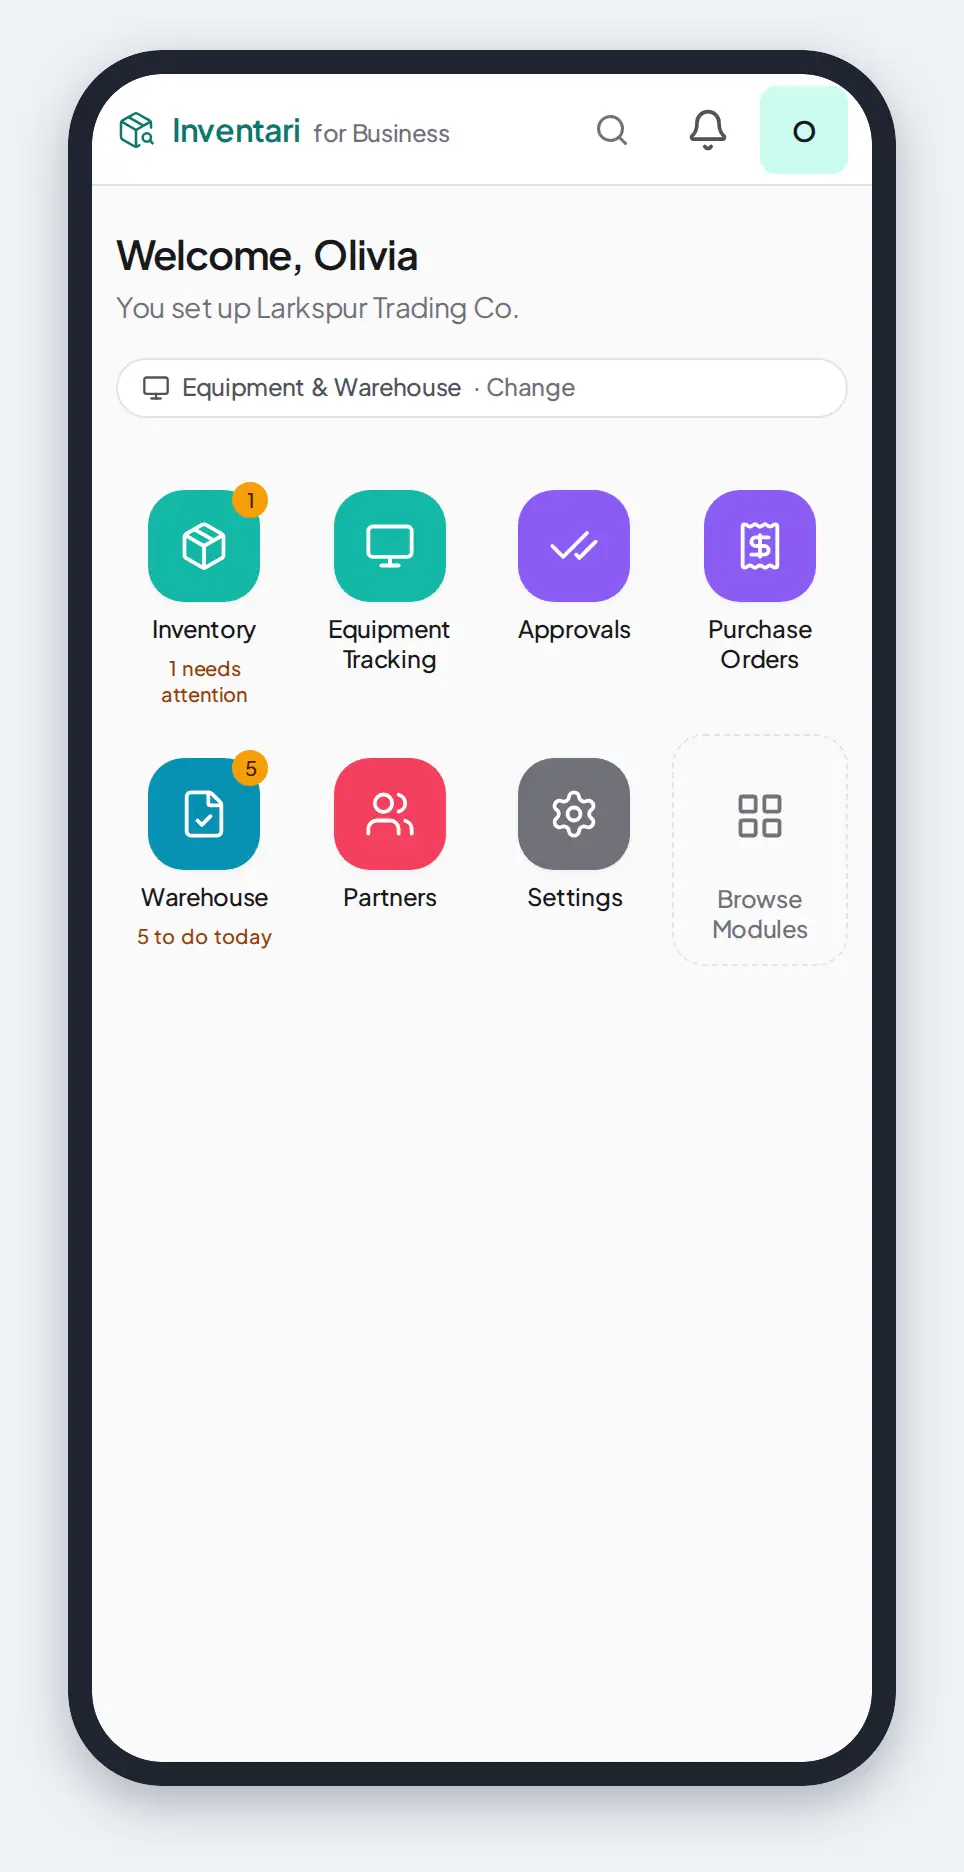 Inventari for Business
O
Welcome, Olivia
You set up Larkspur Trading Co.
Equipment & Warehouse · Change
1
Inventory
1 needs
attention
Equipment
Tracking
Approvals
Purchase
Orders
5
Warehouse
5 to do today
Partners
Settings
Browse
Modules